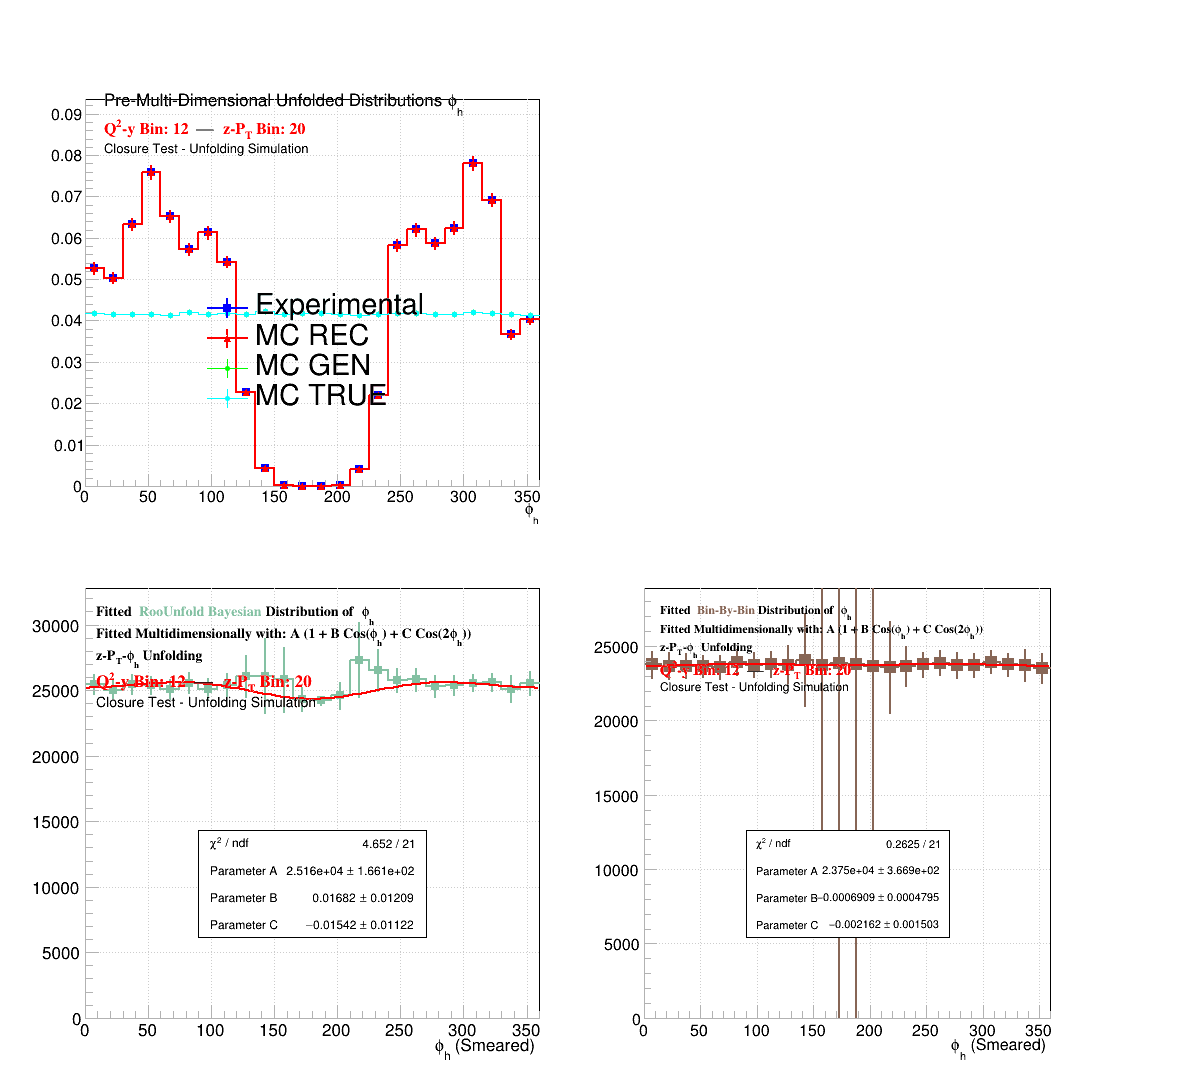 Pre-Multi-Dimensional Unfolded Distributions ϕh
Q²-y Bin: 12 — z-PT Bin: 20
Closure Test - Unfolding Simulation
0.09
0.08
0.07
0.06
0.05
0.04
0.03
0.02
0.01
0
Experimental
MC REC
MC GEN
MC TRUE
0 50 100 150 200 250 300 350
ϕh
Fitted RooUnfold Bayesian Distribution of ϕh
Fitted Multidimensionally with: A (1 + B Cos(ϕh) + C Cos(2ϕh))
z-PT-ϕh Unfolding
Q²-y Bin: 12 — z-PT Bin: 20
Closure Test - Unfolding Simulation
30000
25000
20000
15000
10000
5000
0
χ² / ndf 4.652 / 21
Parameter A 2.516e+04 ± 1.661e+02
Parameter B 0.01682 ± 0.01209
Parameter C −0.01542 ± 0.01122
0 50 100 150 200 250 300 350
ϕh (Smeared)
Fitted Bin-By-Bin Distribution of ϕh
Fitted Multidimensionally with: A (1 + B Cos(ϕh) + C Cos(2ϕh))
z-PT-ϕh Unfolding
Q²-y Bin: 12 — z-PT Bin: 20
Closure Test - Unfolding Simulation
25000
20000
15000
10000
5000
0
χ² / ndf 0.2625 / 21
Parameter A 2.375e+04 ± 3.669e+02
Parameter B −0.0006909 ± 0.0004795
Parameter C −0.002162 ± 0.001503
0 50 100 150 200 250 300 350
ϕh (Smeared)